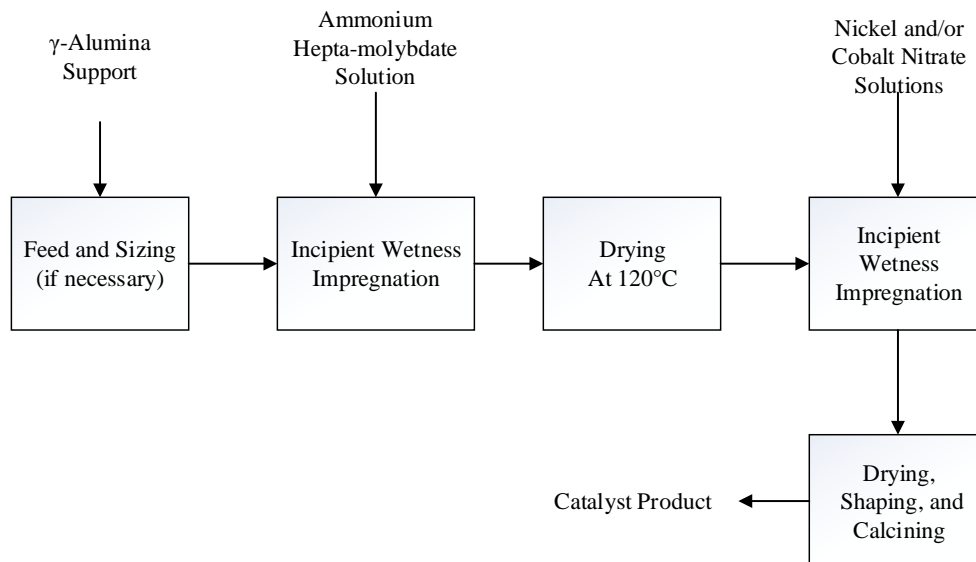 γ-Alumina
Support
Ammonium
Hepta-molybdate
Solution
Nickel and/or
Cobalt Nitrate
Solutions
Feed and Sizing
(if necessary)
Incipient Wetness
Impregnation
Drying
At 120°C
Incipient
Wetness
Impregnation
Drying,
Shaping, and
Calcining
Catalyst Product